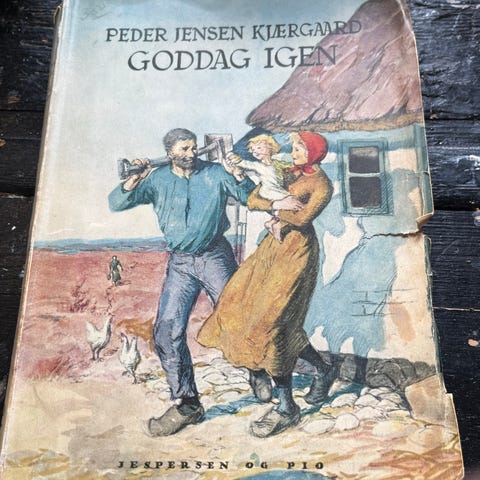 PEDER JENSEN KJÆRGAARD
GODDAG IGEN
JESPERSEN OG PIO